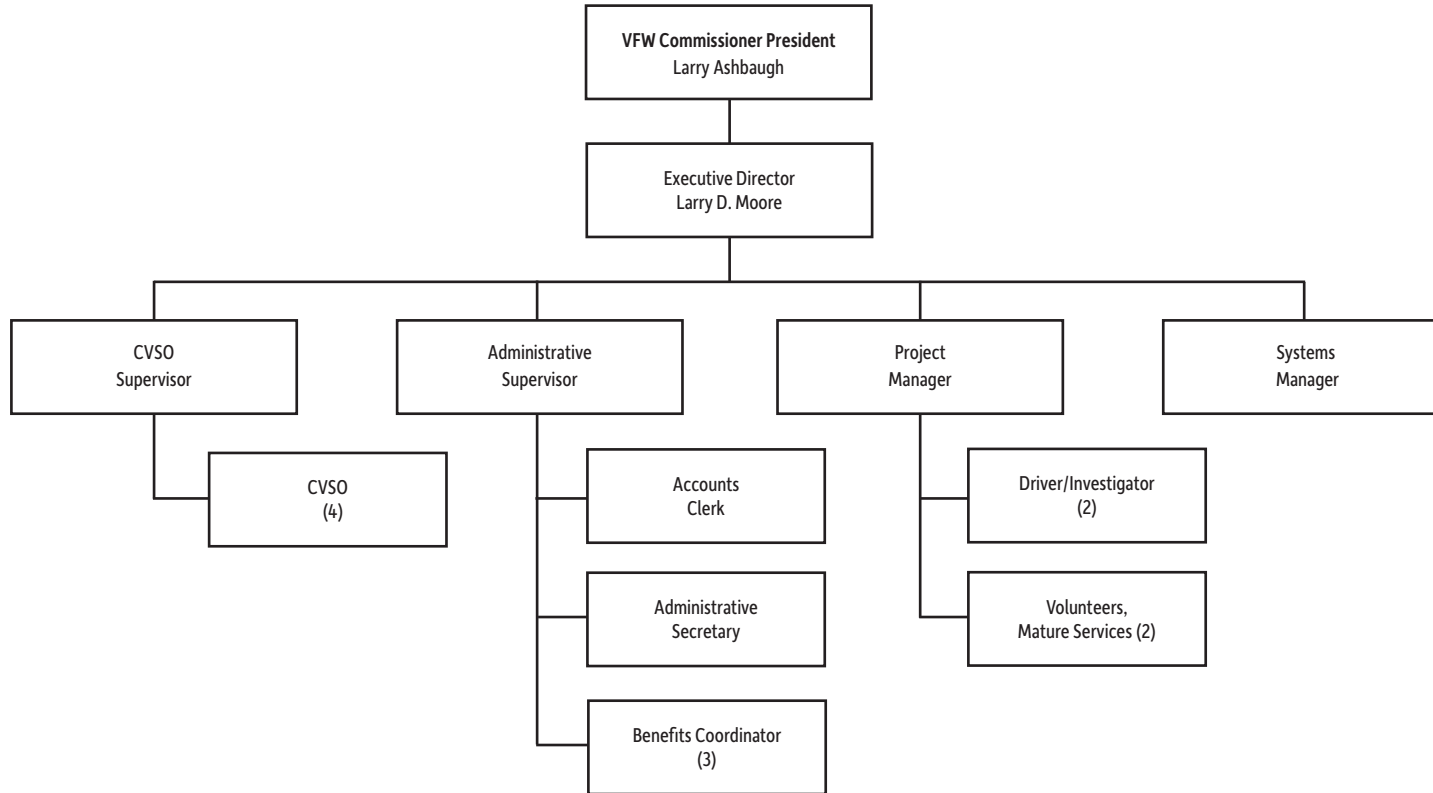 VFW Commissioner President
Larry Ashbaugh
Executive Director
Larry D. Moore
CVSO
Supervisor
Administrative
Supervisor
Project
Manager
Systems
Manager
CVSO
(4)
Accounts
Clerk
Driver/Investigator
(2)
Administrative
Secretary
Volunteers,
Mature Services (2)
Benefits Coordinator
(3)